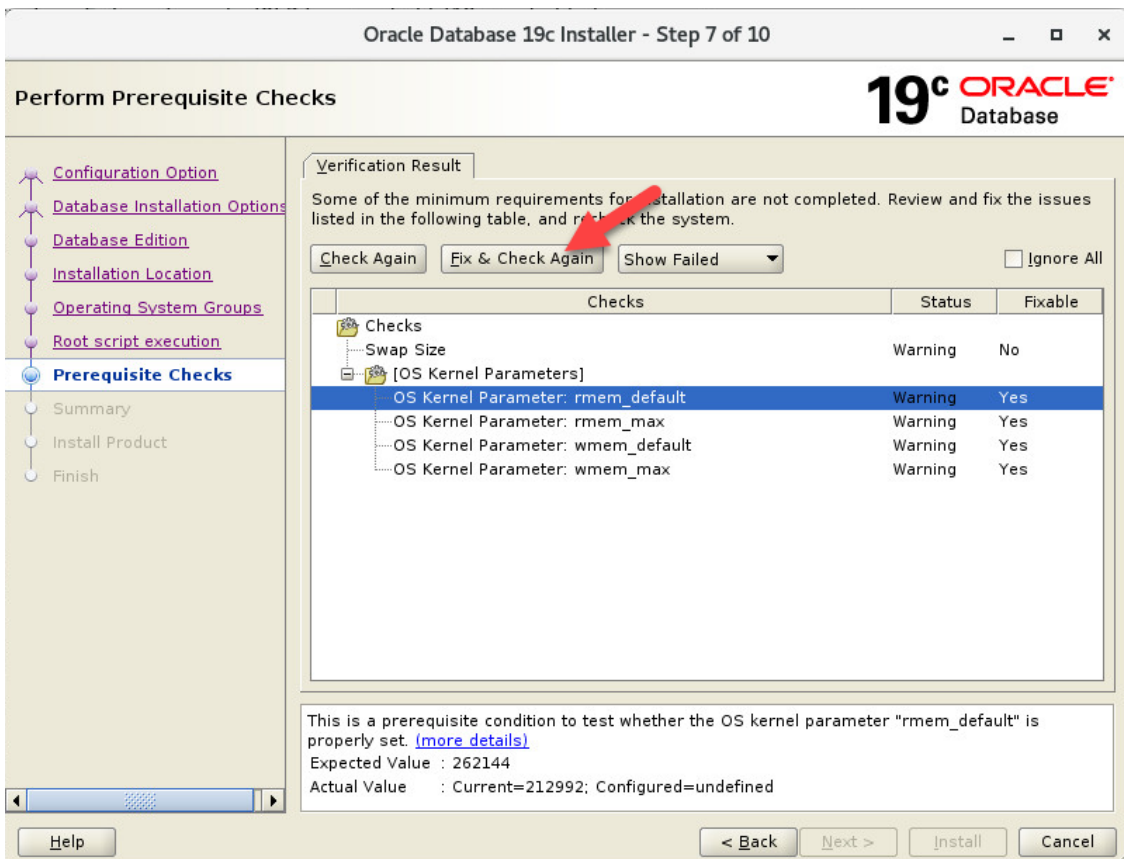 Oracle Database 19c Installer - Step 7 of 10
Perform Prerequisite Checks
19c ORACLE
Database
Configuration Option
Database Installation Options
Database Edition
Installation Location
Operating System Groups
Root script execution
Prerequisite Checks
Summary
Install Product
Finish
Verification Result
Some of the minimum requirements for installation are not completed. Review and fix the issues
listed in the following table, and recheck the system.
Check Again Fix & Check Again Show Failed Ignore All
Checks Status Fixable
Checks
Swap Size Warning No
[OS Kernel Parameters]
OS Kernel Parameter: rmem_default Warning Yes
OS Kernel Parameter: rmem_max Warning Yes
OS Kernel Parameter: wmem_default Warning Yes
OS Kernel Parameter: wmem_max Warning Yes
This is a prerequisite condition to test whether the OS kernel parameter "rmem_default" is
properly set. (more details)
Expected Value : 262144
Actual Value : Current=212992; Configured=undefined
Help < Back Next > Install Cancel